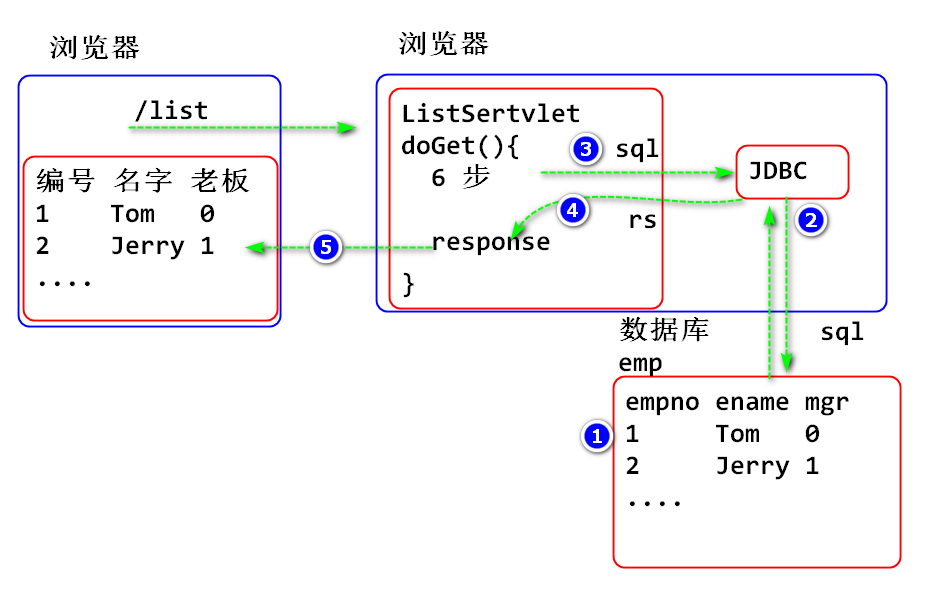 浏览器
/list
编号 名字 老板
1 Tom 0
2 Jerry 1
....
5
浏览器
ListSertvlet
doGet(){
6 步
response
}
3 sql
4
rs
JDBC
2
sql
数据库
emp
1
empno ename mgr
1 Tom 0
2 Jerry 1
....